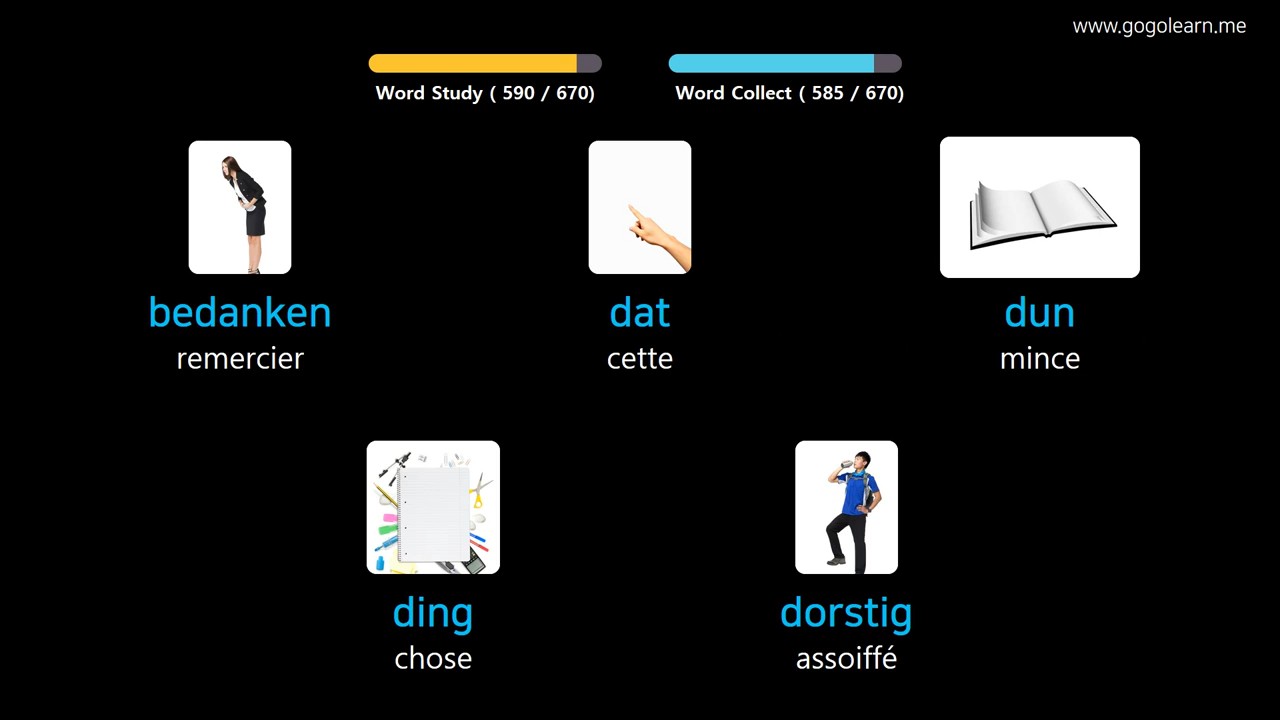 www.gogolearn.me
Word Study ( 590 / 670)
Word Collect ( 585 / 670)
bedanken
remercier
dat
cette
dun
mince
ding
chose
dorstig
assoiffé